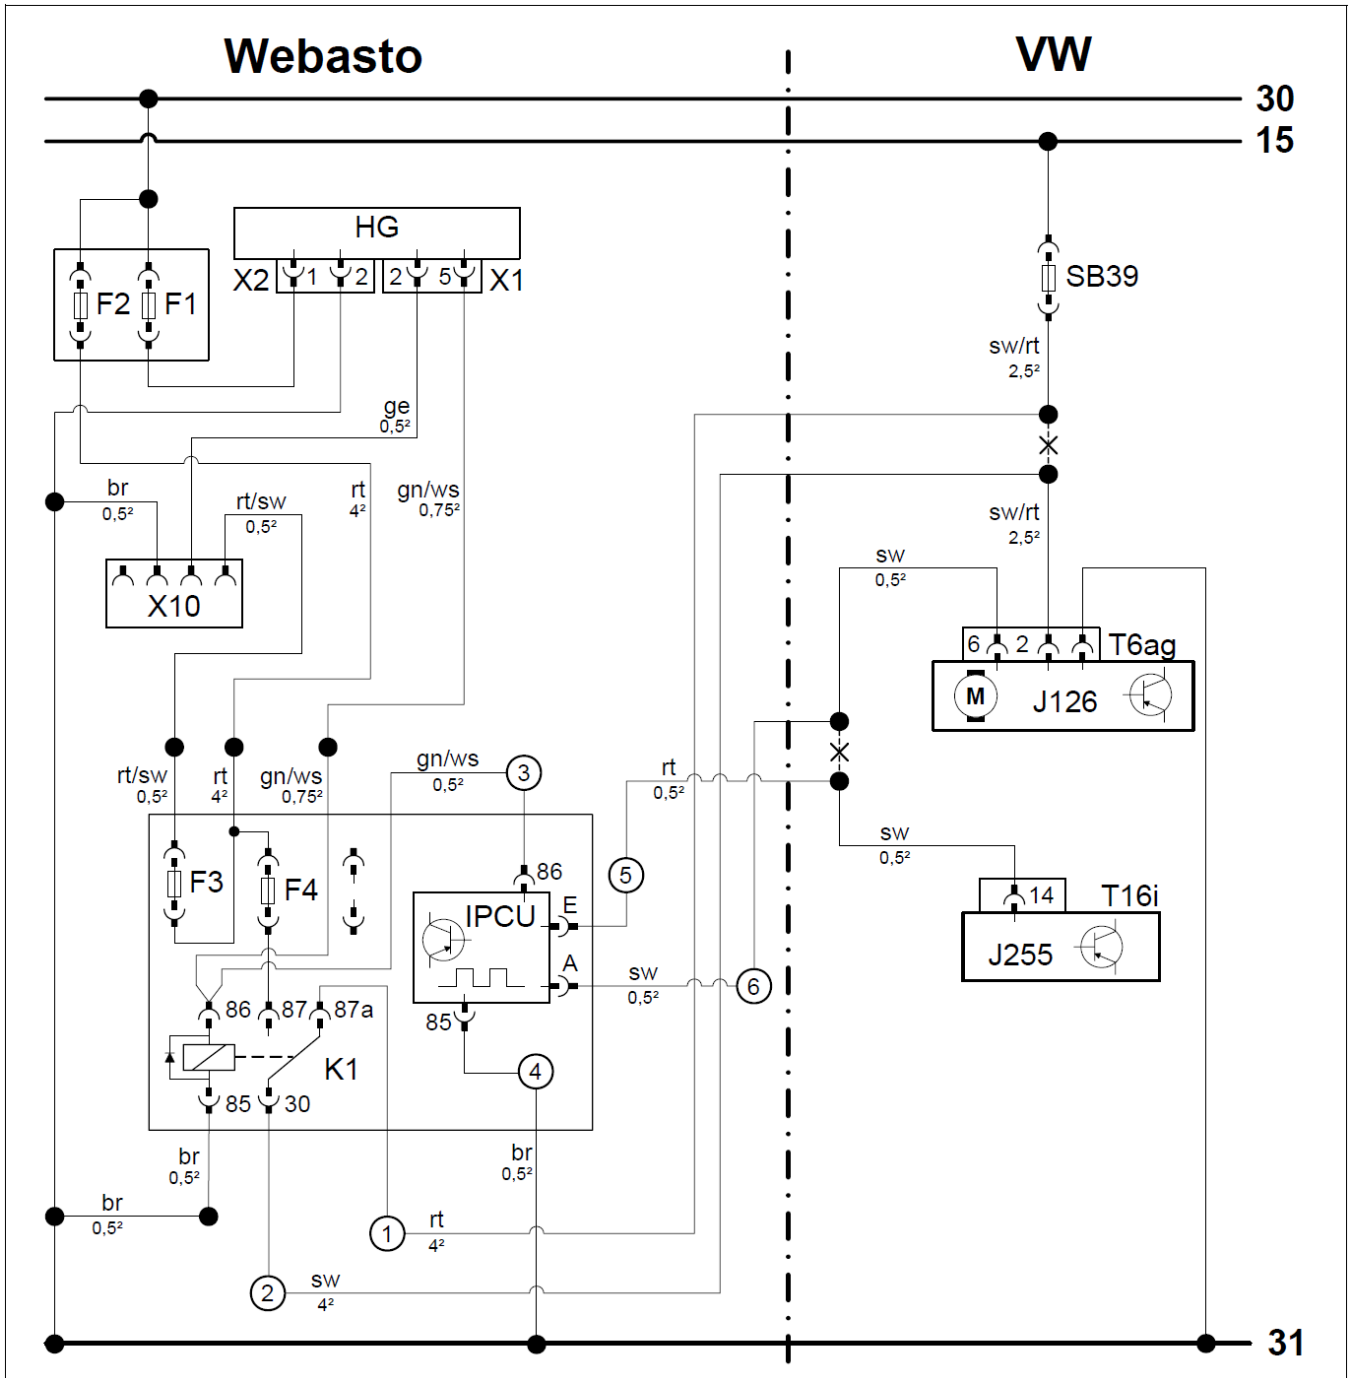 Webasto
VW
30
15
HG
X2
1
2
2
5
X1
F2
F1
SB39
sw/rt
2,5²
ge
0,5²
br
0,5²
rt/sw
0,5²
rt
4²
gn/ws
0,75²
sw/rt
2,5²
sw
0,5²
X10
6
2
T6ag
M
J126
rt/sw
0,5²
rt
4²
gn/ws
0,75²
gn/ws
0,5²
3
rt
0,5²
sw
0,5²
F3
F4
86
5
IPCU
E
14
T16i
A
J255
sw
0,5²
6
86
87
87a
85
K1
4
85
30
br
0,5²
br
0,5²
br
0,5²
1
rt
4²
2
sw
4²
31